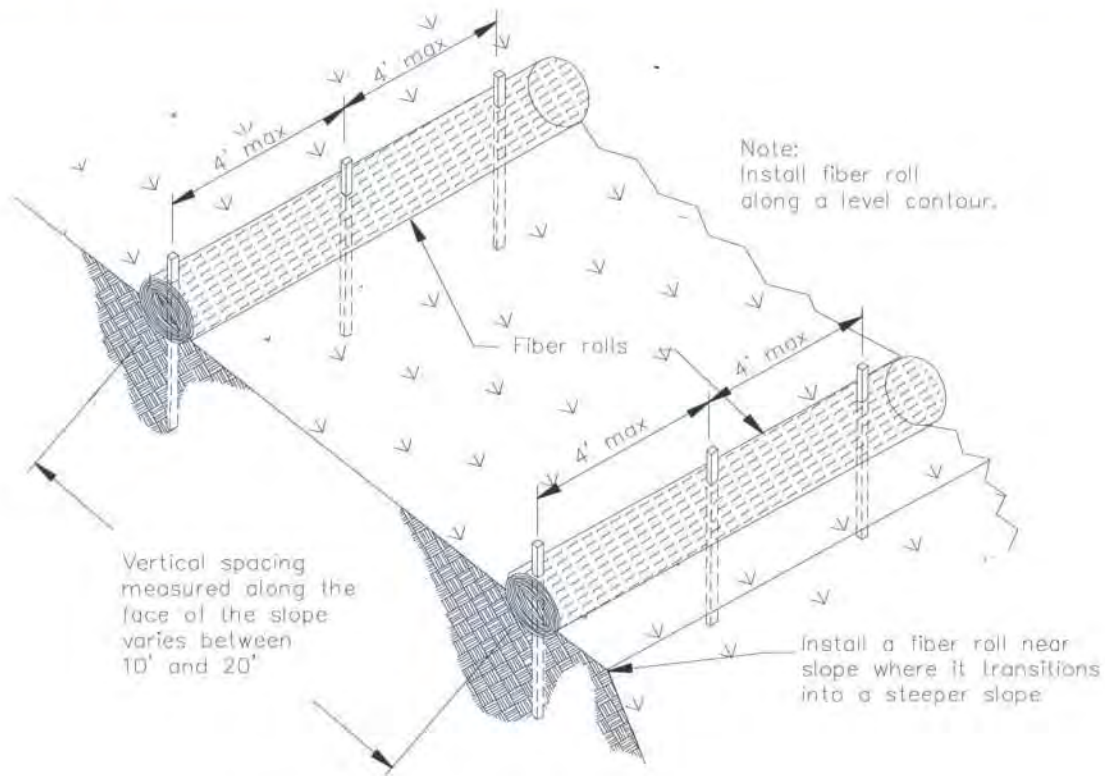 4' max
4' max
Note:
Install fiber roll
along a level contour.
Fiber rolls
4' max
4' max
Vertical spacing
measured along the
face of the slope
varies between
10' and 20'
Install a fiber roll near
slope where it transitions
into a steeper slope